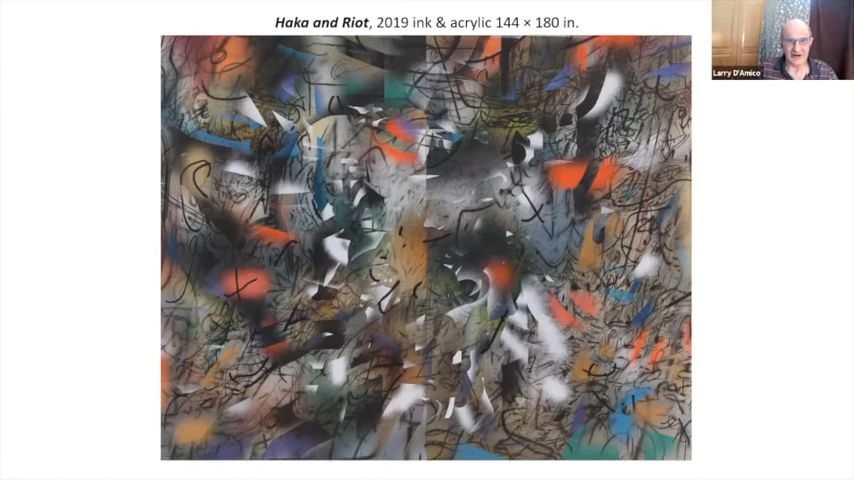 Haka and Riot, 2019 ink & acrylic 144 × 180 in.
Larry D'Amico